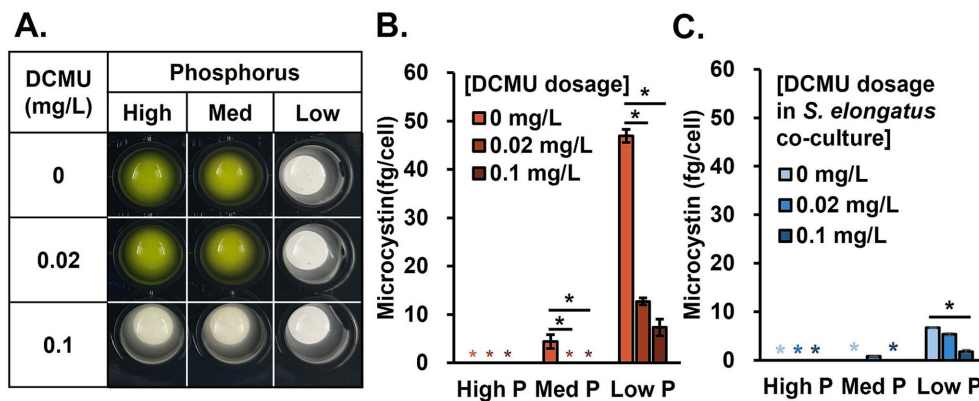 A.
DCMU
(mg/L)
Phosphorus
High Med Low
0
0.02
0.1
B.
Microcystin(fg/cell)
60
50
40
30
20
10
0
[DCMU dosage]
0 mg/L
0.02 mg/L
0.1 mg/L
* *
* *
* *
* * *
* *
High P Med P Low P
C.
Microcystin (fg/cell)
60
50
40
30
20
10
0
[DCMU dosage
in S. elongatus
co-culture]
0 mg/L
0.02 mg/L
0.1 mg/L
*
* * *
* *
High P Med P Low P